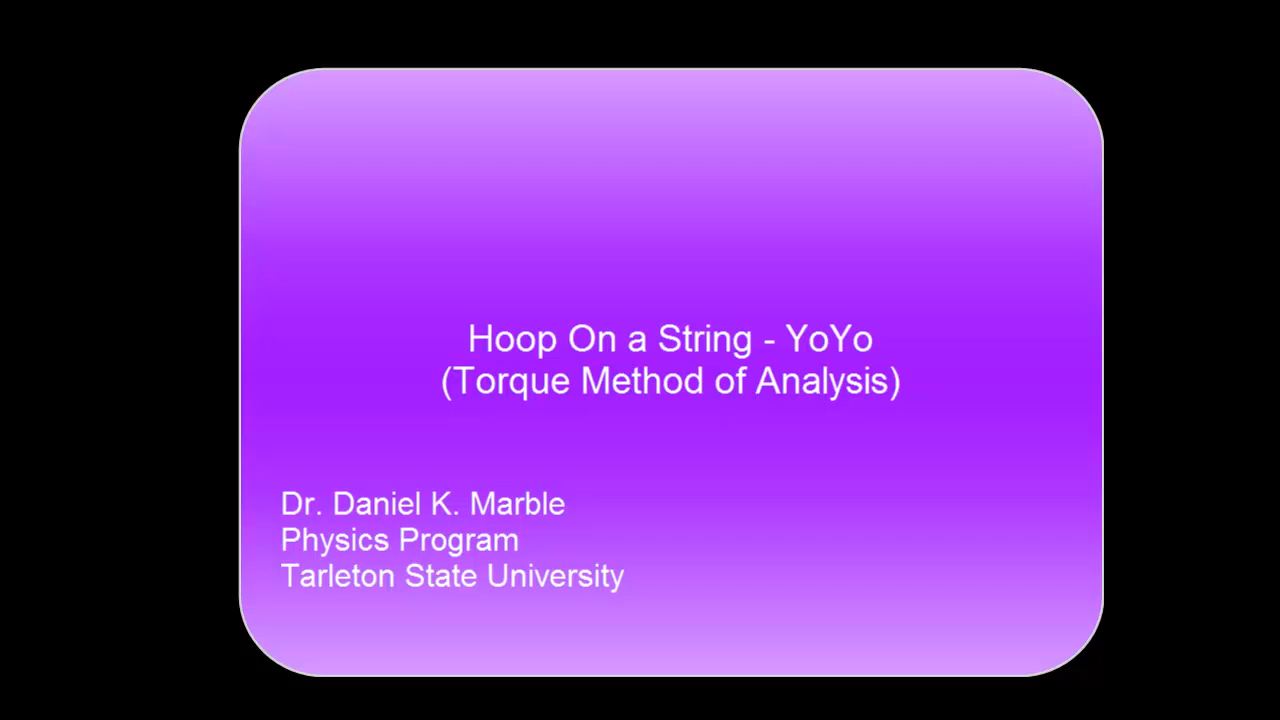 Hoop On a String - YoYo
(Torque Method of Analysis)
Dr. Daniel K. Marble
Physics Program
Tarleton State University